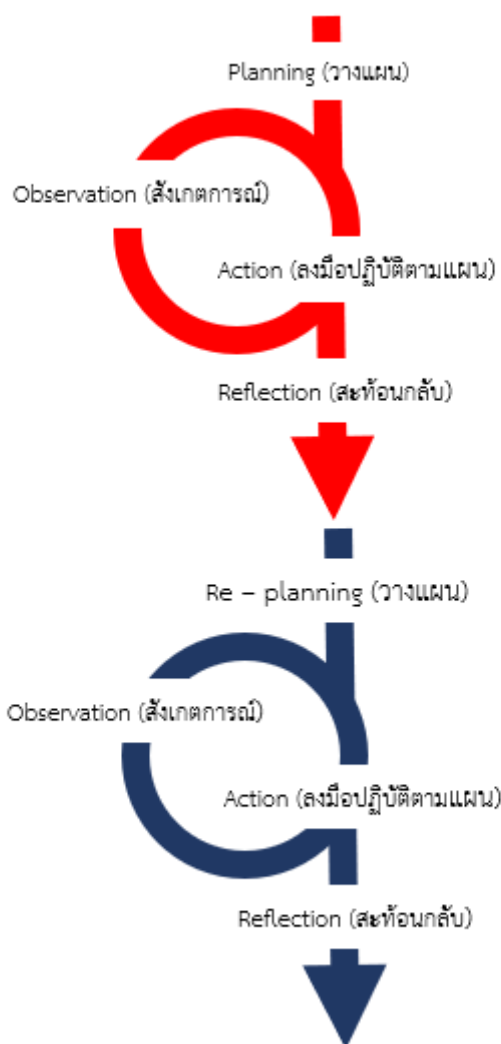 Planning (วางแผน)
Observation (สังเกตการณ์)
Action (ลงมือปฏิบัติตามแผน)
Reflection (สะท้อนกลับ)
Re – planning (วางแผน)
Observation (สังเกตการณ์)
Action (ลงมือปฏิบัติตามแผน)
Reflection (สะท้อนกลับ)